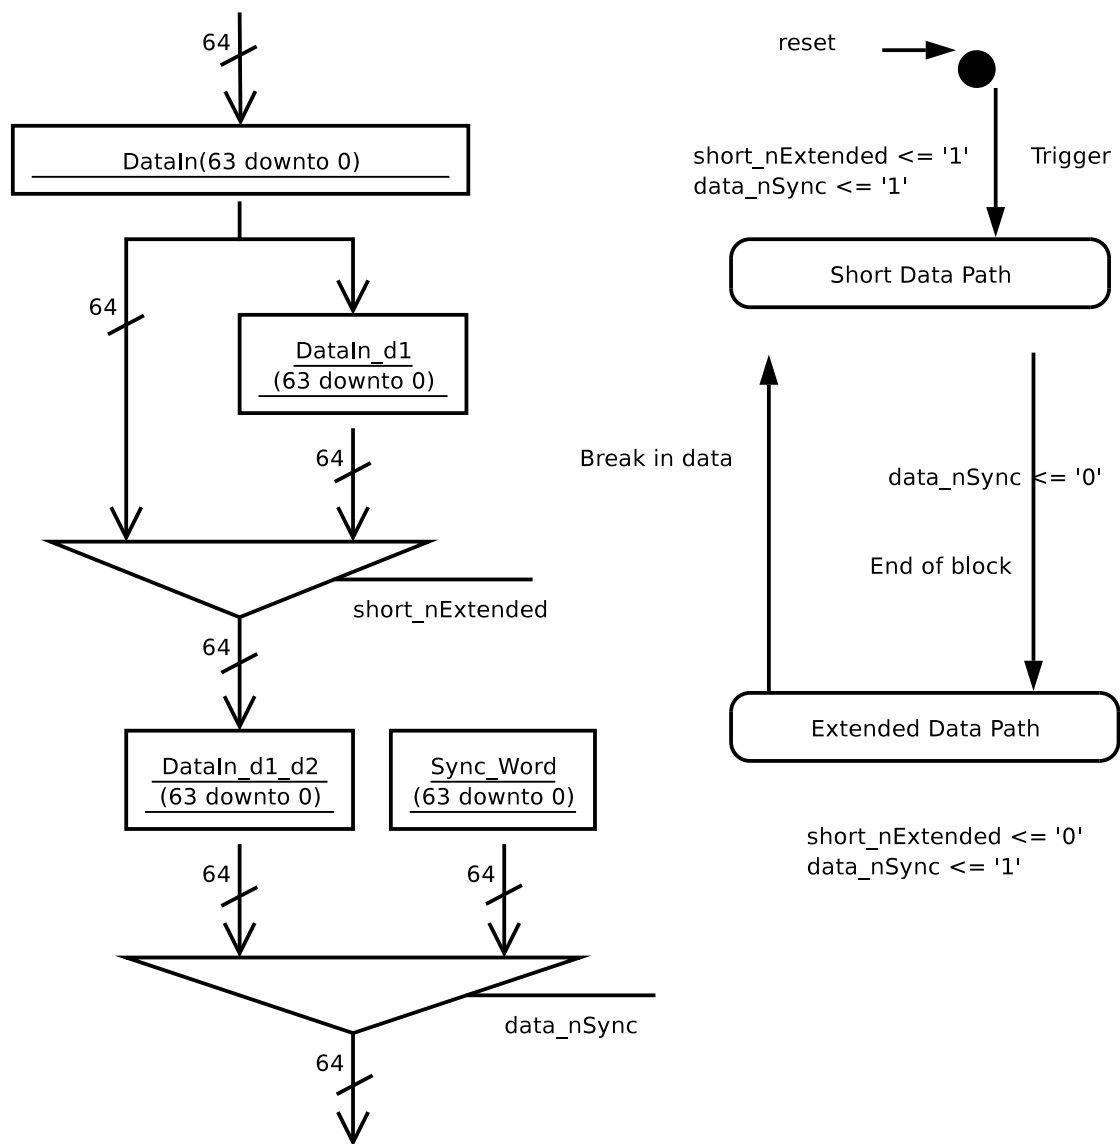 64
DataIn(63 downto 0)
64
DataIn_d1
(63 downto 0)
64
short_nExtended
64
DataIn_d1_d2
(63 downto 0)
Sync_Word
(63 downto 0)
64
64
data_nSync
64
reset
short_nExtended <= '1'
data_nSync <= '1'
Trigger
Short Data Path
Break in data
data_nSync <= '0'
End of block
Extended Data Path
short_nExtended <= '0'
data_nSync <= '1'